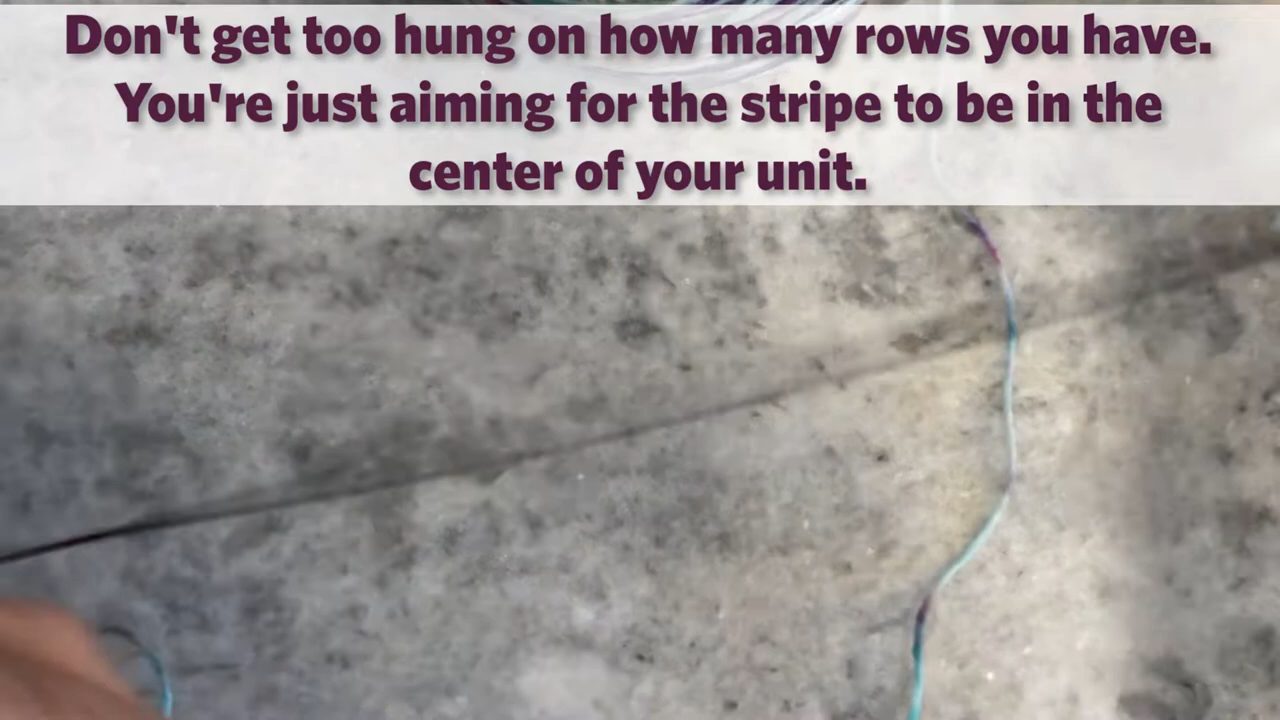 Don't get too hung on how many rows you have.
You're just aiming for the stripe to be in the
center of your unit.